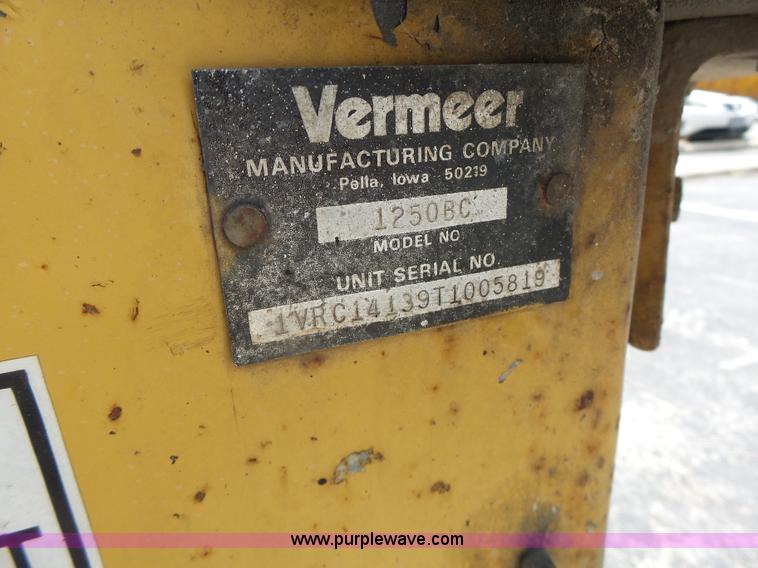 Vermeer
MANUFACTURING COMPANY
Pella, Iowa 50219
1250BC
MODEL NO
UNIT SERIAL NO.
1VRC14139T1005819
www.purplewave.com